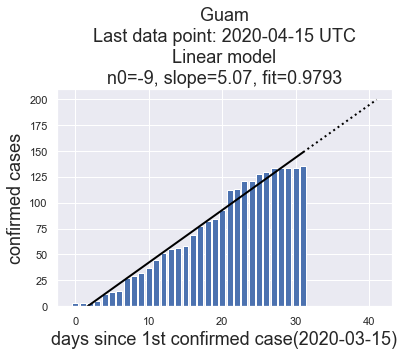 Guam
Last data point: 2020-04-15 UTC
Linear model
n0=-9, slope=5.07, fit=0.9793
200
175
150
125
100
75
50
25
0
confirmed cases
0 10 20 30 40
days since 1st confirmed case(2020-03-15)